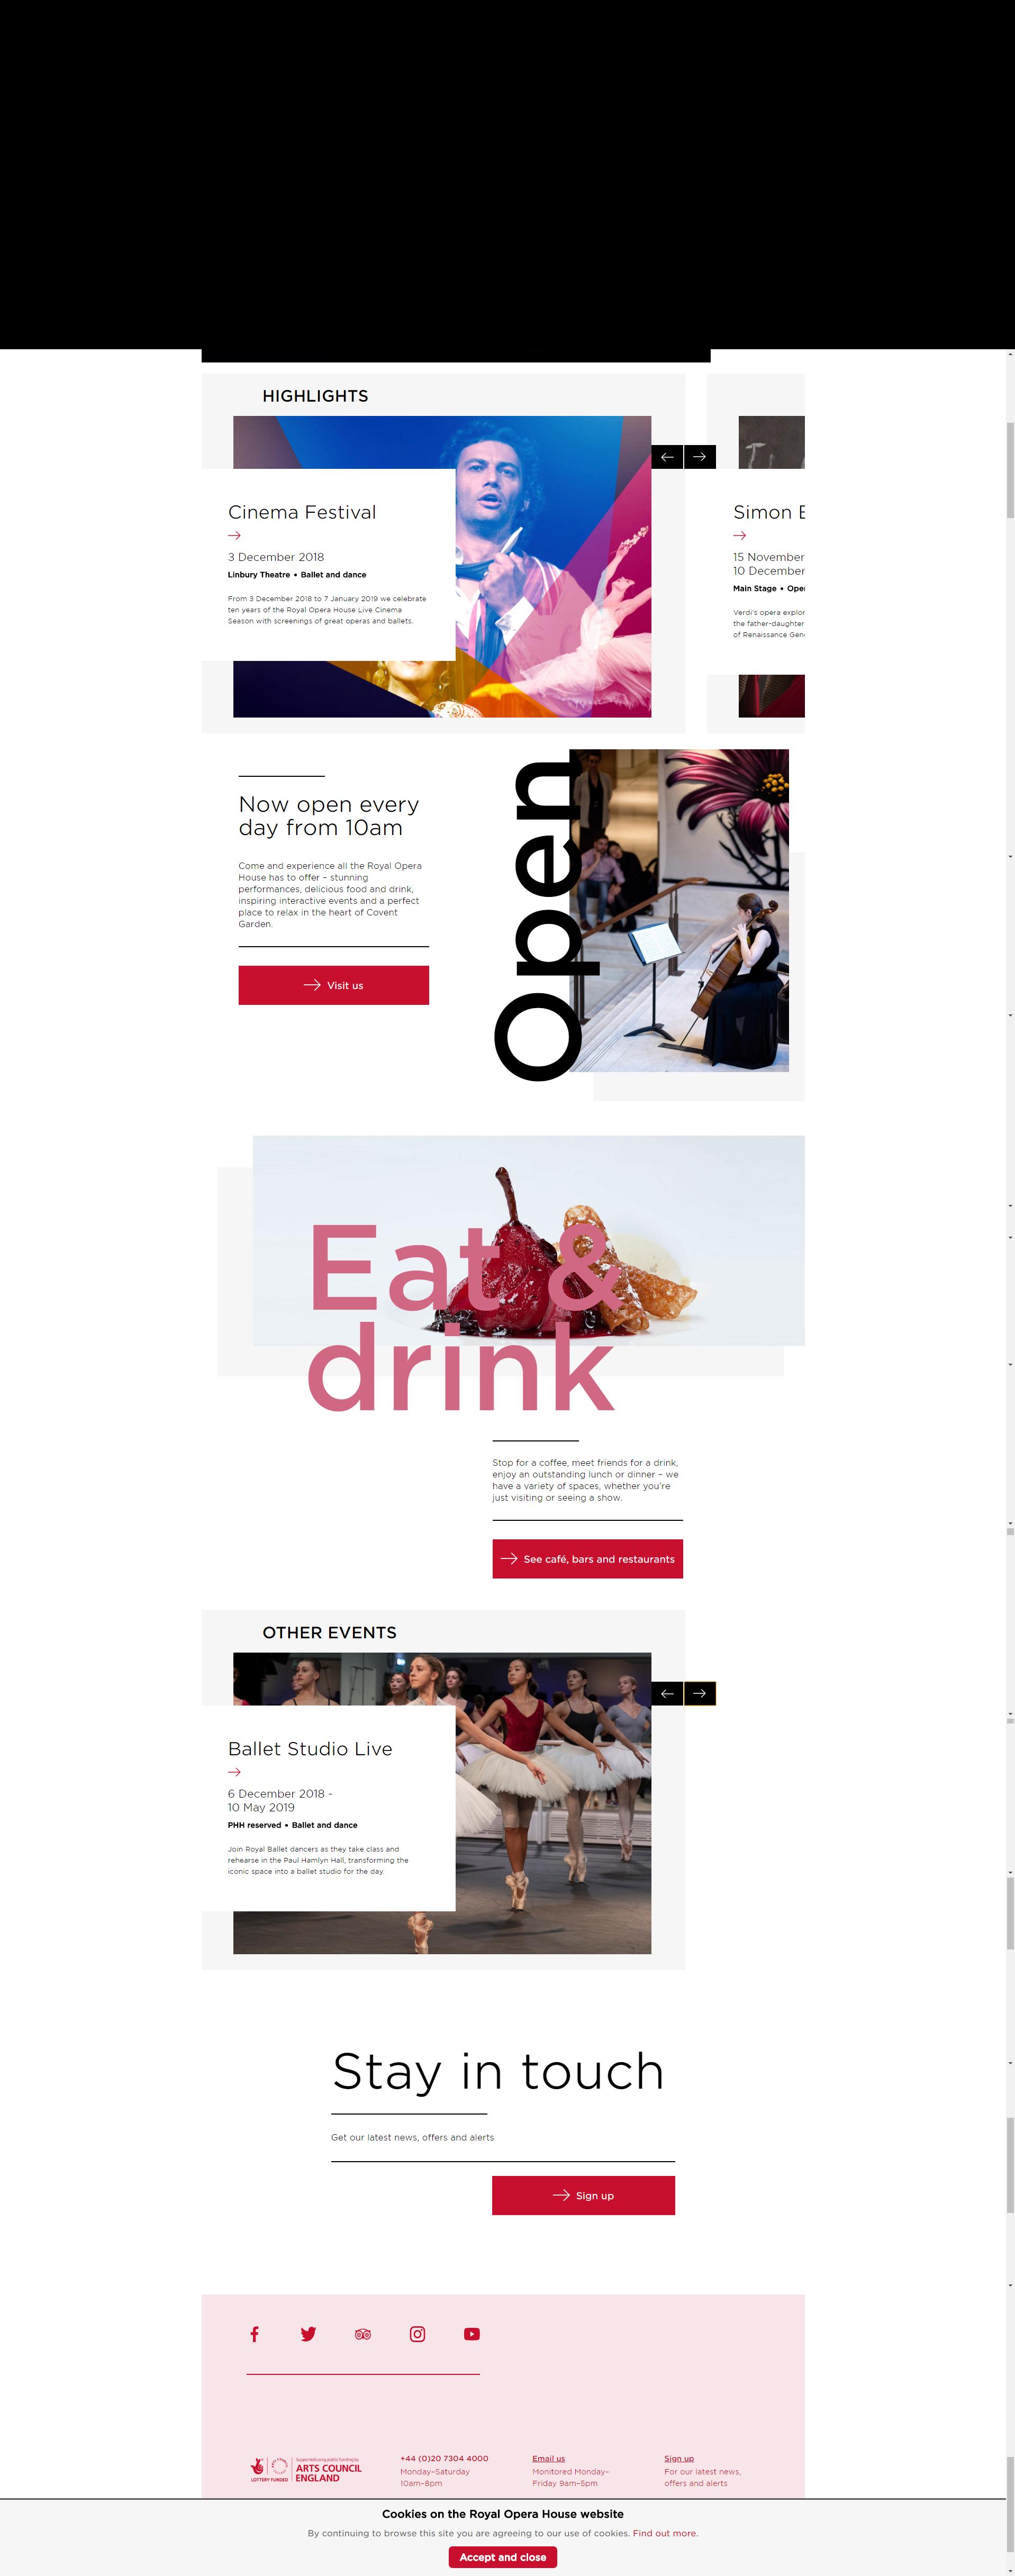 HIGHLIGHTS
Cinema Festival
3 December 2018
Linbury Theatre • Ballet and dance
From 3 December 2018 to 7 January 2019 we celebrate
ten years of the Royal Opera House Live Cinema
Season with screenings of great operas and ballets.
Simon
15 November
10 December
Main Stage •
Verdi's opera
the father-daughter
of Renaissance
Now open every
day from 10am
Come and experience all the Royal Opera
House has to offer – stunning
performances, delicious food and drink,
inspiring interactive events and a perfect
place to relax in the heart of Covent
Garden.
Visit us
Open
Eat &
drink
Stop for a coffee, meet friends for a drink,
enjoy an outstanding lunch or dinner – we
have a variety of spaces, whether you're
just visiting or seeing a show.
See café, bars and restaurants
OTHER EVENTS
Ballet Studio Live
6 December 2018 -
10 May 2019
PHH reserved • Ballet and dance
Join Royal Ballet dancers as they take class and
rehearse in the Paul Hamlyn Hall, transforming the
iconic space into a ballet studio for the day.
Stay in touch
Get our latest news, offers and alerts
Sign up
Supported using public funding by
ARTS COUNCIL
ENGLAND
LOTTERY FUNDED
+44 (0)20 7304 4000
Monday–Saturday
10am–8pm
Email us
Monitored Monday–
Friday 9am–5pm
Sign up
For our latest news,
offers and alerts
Cookies on the Royal Opera House website
By continuing to browse this site you are agreeing to our use of cookies. Find out more.
Accept and close